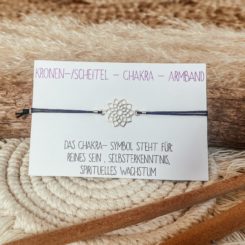 KRONEN-/SCHEITEL - CHAKRA - ARMBAND
DAS CHAKRA- SYMBOL STEHT FÜR
REINES SEIN, SELBSTERKENNTNIS,
SPIRITUELLES WACHSTUM